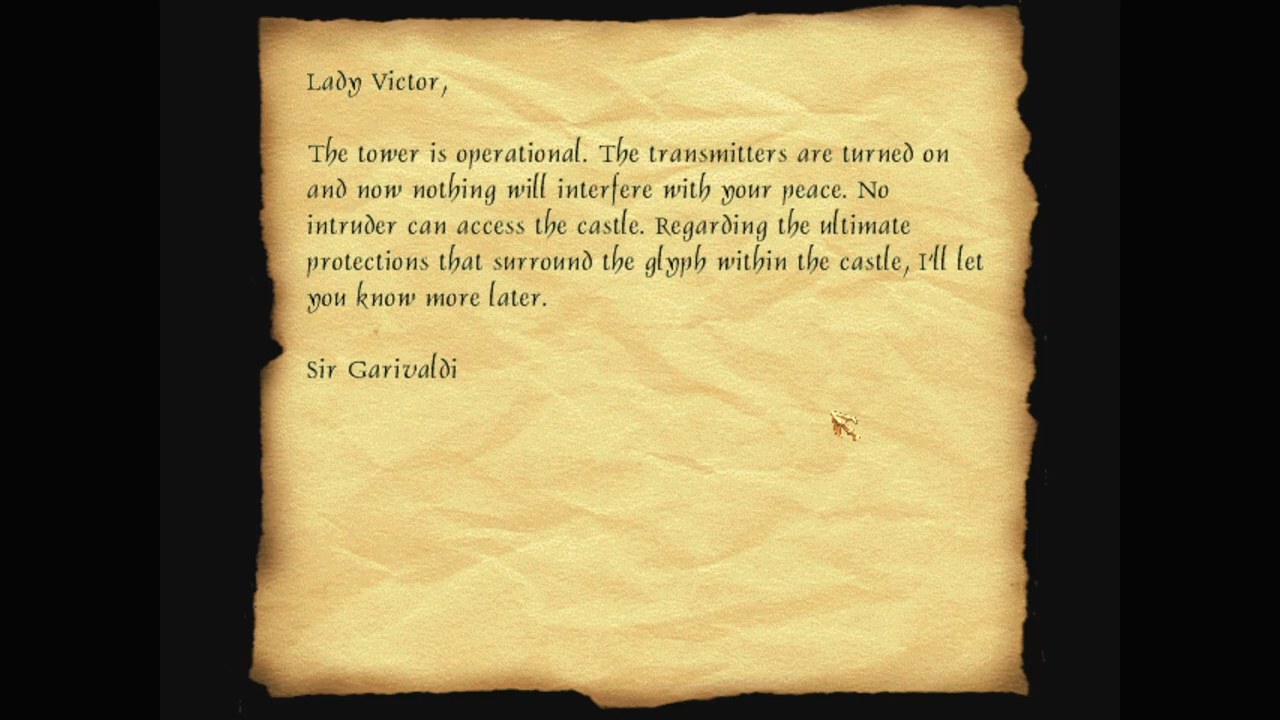 Lady Victor,
The tower is operational. The transmitters are turned on
and now nothing will interfere with your peace. No
intruder can access the castle. Regarding the ultimate
protections that surround the glyph within the castle, I'll let
you know more later.
Sir Garivaldi